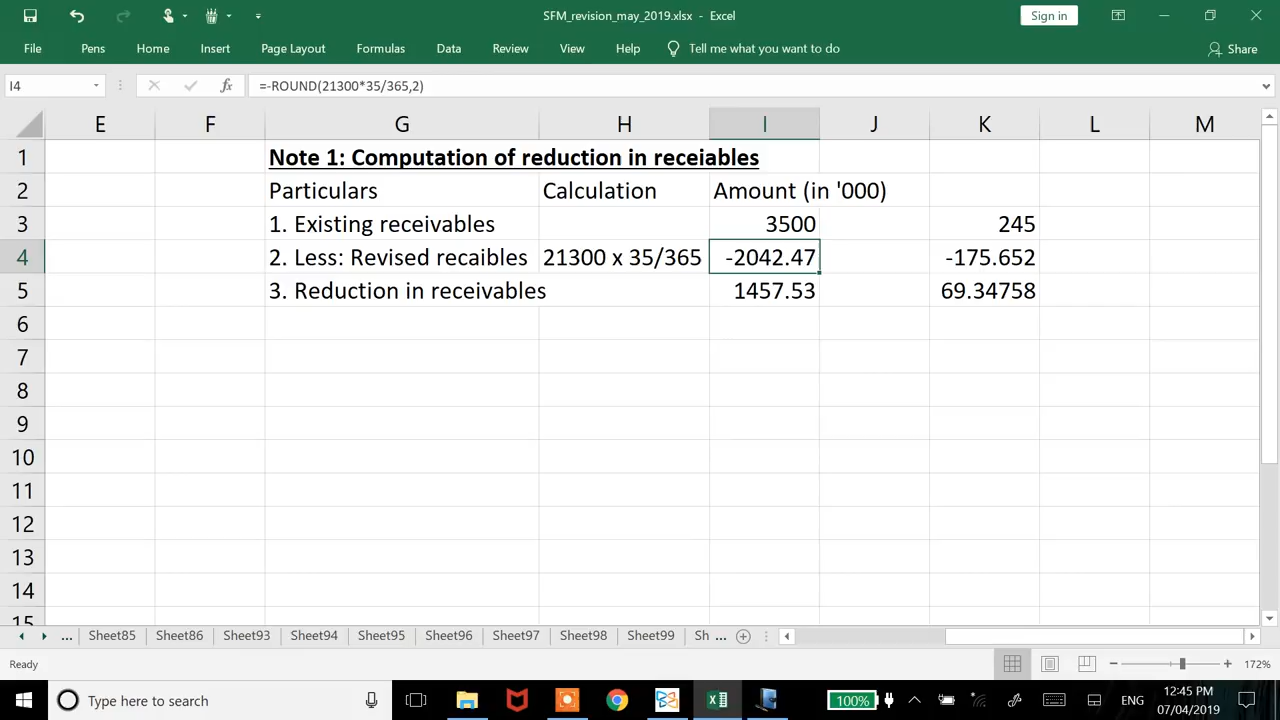 SFM_revision_may_2019.xlsx - Excel
Sign in
File Pens Home Insert Page Layout Formulas Data Review View Help Tell me what you want to do Share
I4 fx =-ROUND(21300*35/365,2)
E F G H I J K L M
1 Note 1: Computation of reduction in receiables
2 Particulars Calculation Amount (in '000)
3 1. Existing receivables 3500 245
4 2. Less: Revised recaibles 21300 x 35/365 -2042.47 -175.652
5 3. Reduction in receivables 1457.53 69.34758
6
7
8
9
10
11
12
13
14
15
... Sheet85 Sheet86 Sheet93 Sheet94 Sheet95 Sheet96 Sheet97 Sheet98 Sheet99 Sh ...
Ready 172%
Type here to search 100% ENG 12:45 PM
07/04/2019